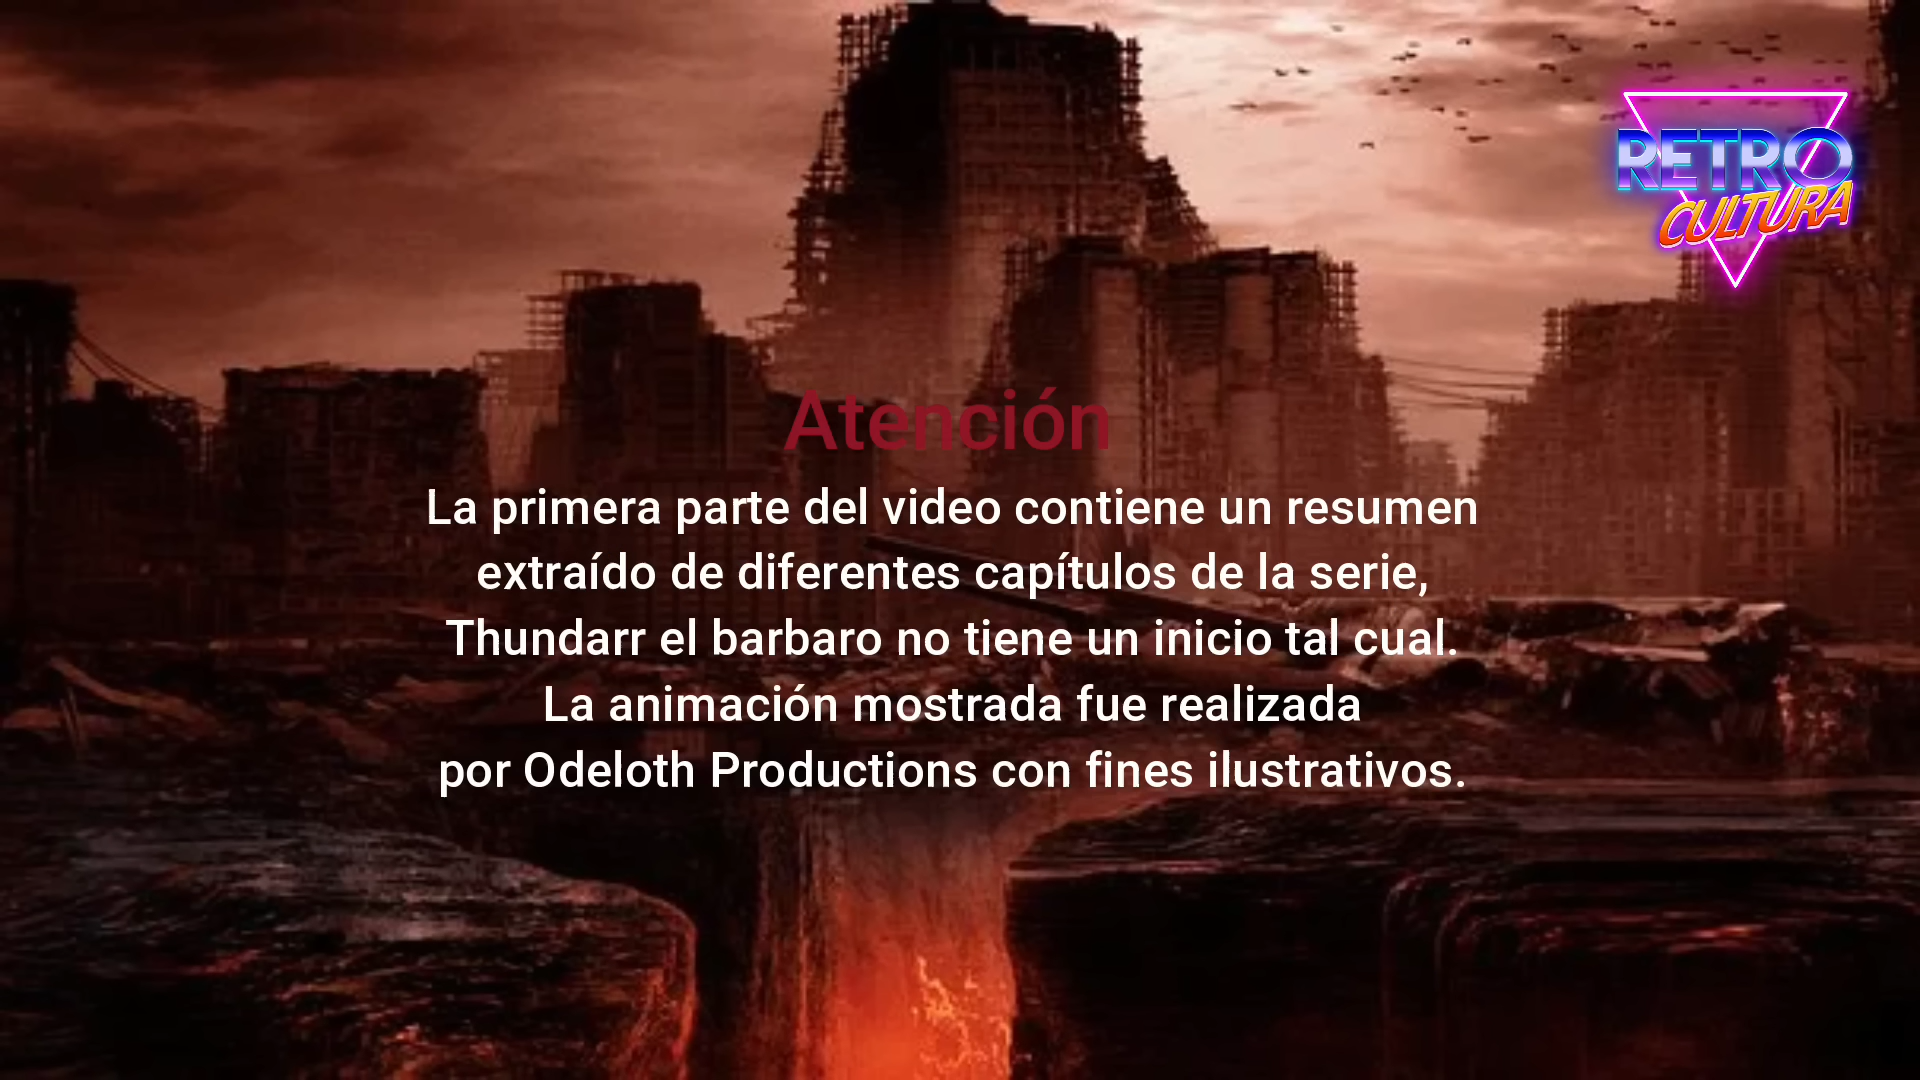 RETRO
CULTURA
Atención
La primera parte del video contiene un resumen
extraído de diferentes capítulos de la serie,
Thundarr el barbaro no tiene un inicio tal cual.
La animación mostrada fue realizada
por Odeloth Productions con fines ilustrativos.